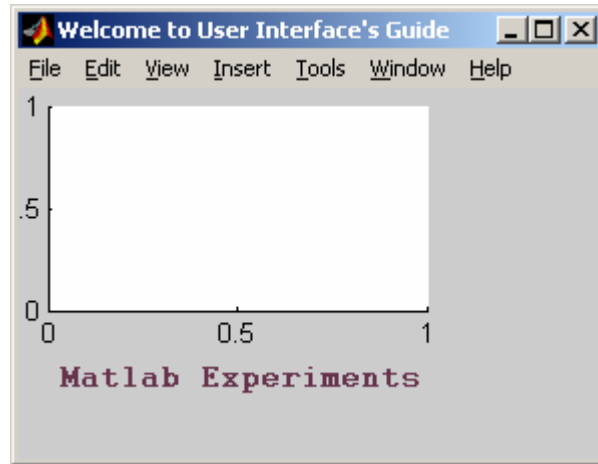 Welcome to User Interface's Guide
File Edit View Insert Tools Window Help
1
.5
0
0 0.5 1
Matlab Experiments